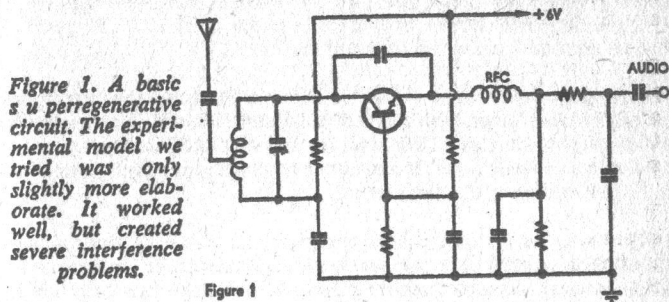 +6V
RFC
AUDIO
Figure 1. A basic
s u perregenerative
circuit. The experi-
mental model we
tried was only
slightly more elab-
orate. It worked
well, but created
severe interference
problems.
Figure 1